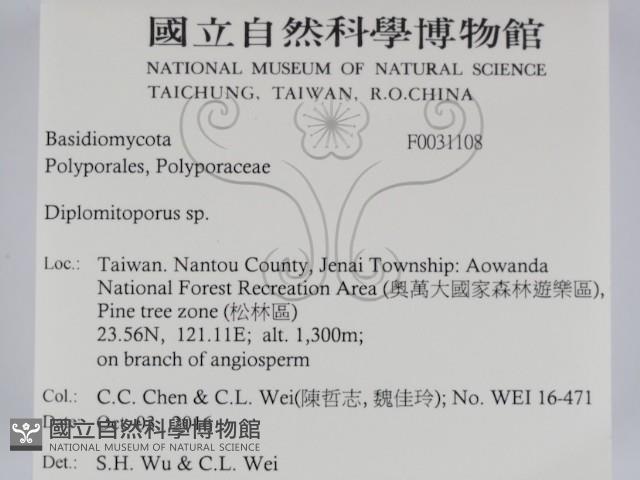 國立自然科學博物館
NATIONAL MUSEUM OF NATURAL SCIENCE
TAICHUNG, TAIWAN, R.O.CHINA
Basidiomycota F0031108
Polyporales, Polyporaceae
Diplomitoporus sp.
Loc.: Taiwan. Nantou County, Jenai Township: Aowanda
National Forest Recreation Area (奧萬大國家森林遊樂區),
Pine tree zone (松林區)
23.56N, 121.11E; alt. 1,300m;
on branch of angiosperm
Col.: C.C. Chen & C.L. Wei(陳哲志, 魏佳玲); No. WEI 16-471
Date: Oct. 03, 2016
國立自然科學博物館
NATIONAL MUSEUM OF NATURAL SCIENCE
Det.: S.H. Wu & C.L. Wei